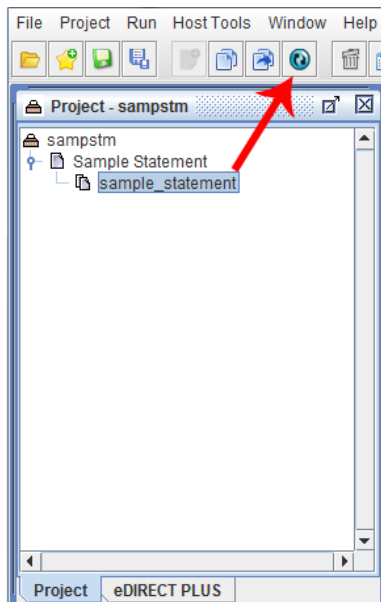 File Project Run Host Tools Window Help
Project - sampstm
sampstm
Sample Statement
sample_statement
Project eDIRECT PLUS